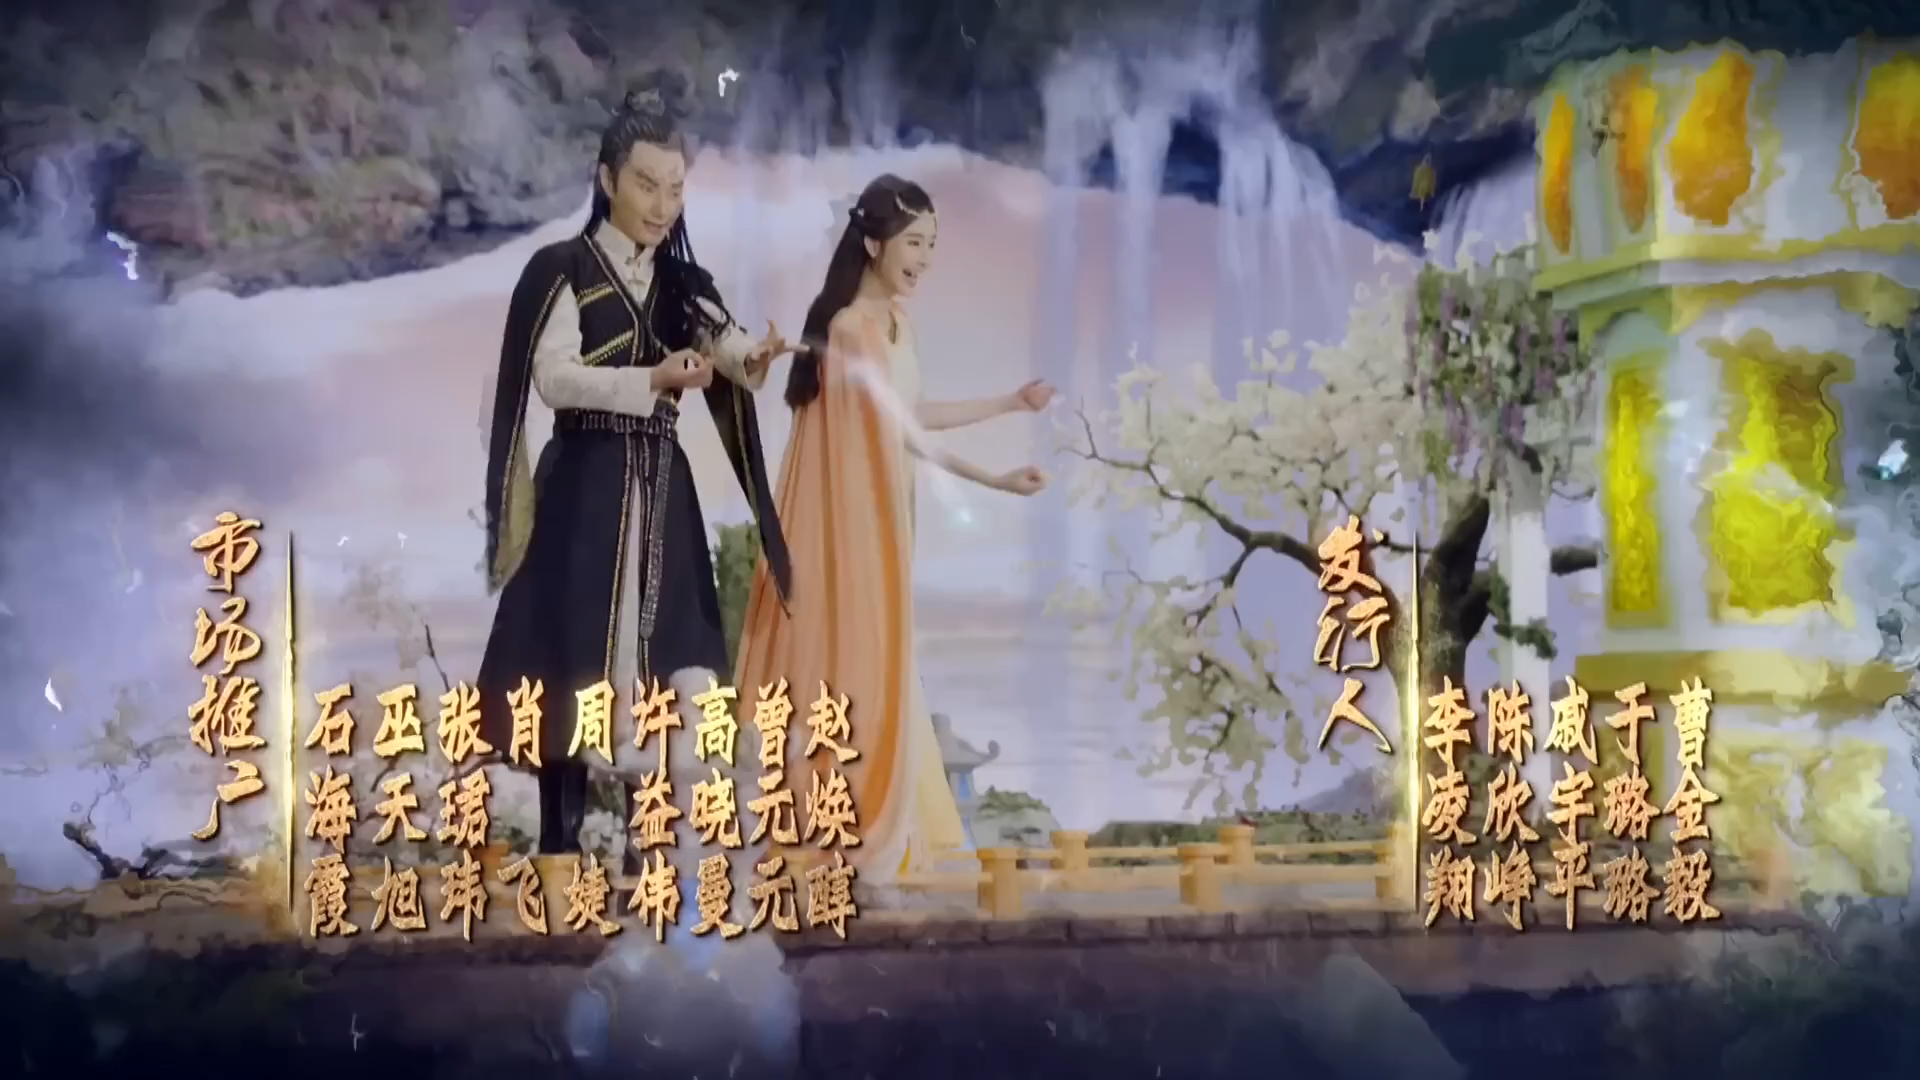 市场推广
石海霞
巫天旭
张珺玮
肖飞
周婕
许益伟
高晓曼
曾元元
赵焕醇
发行人
李凌翔
陈欣峥
戚宇平
于璐璐
曹金毅